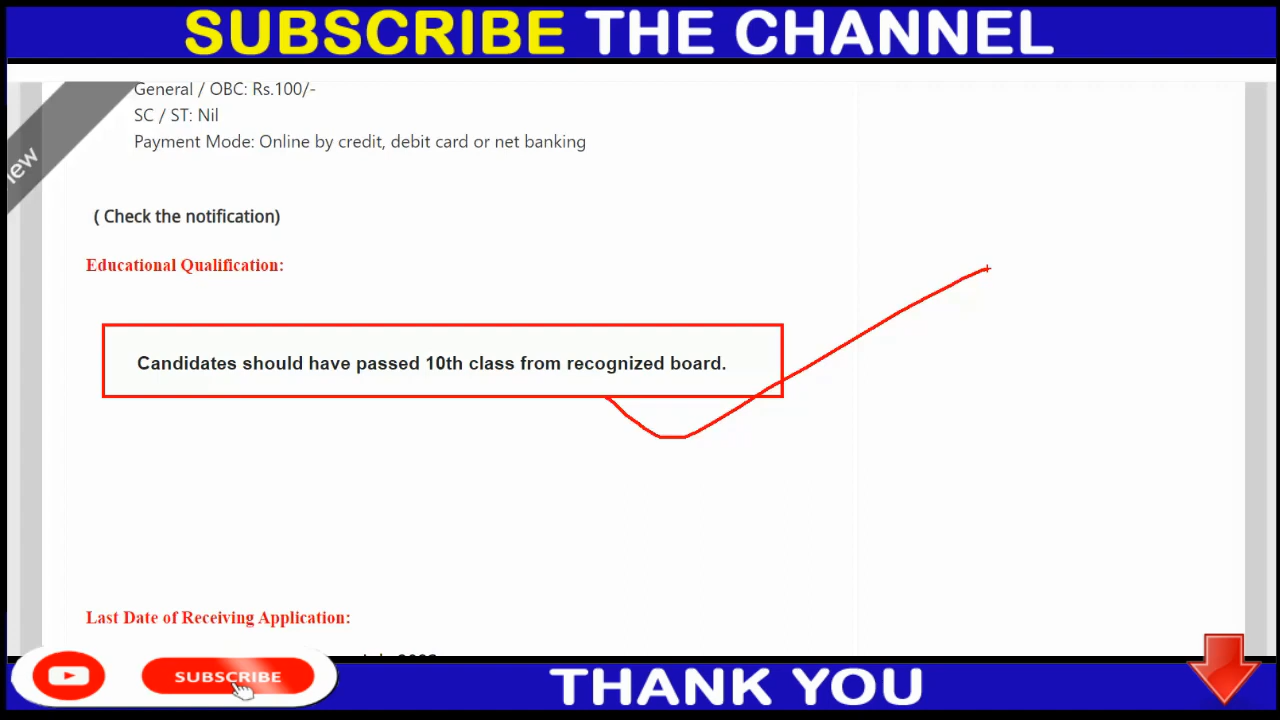 SUBSCRIBE THE CHANNEL
General / OBC: Rs.100/-
SC / ST: Nil
Payment Mode: Online by credit, debit card or net banking
( Check the notification)
Educational Qualification:
Candidates should have passed 10th class from recognized board.
Last Date of Receiving Application:
SUBSCRIBE
THANK YOU